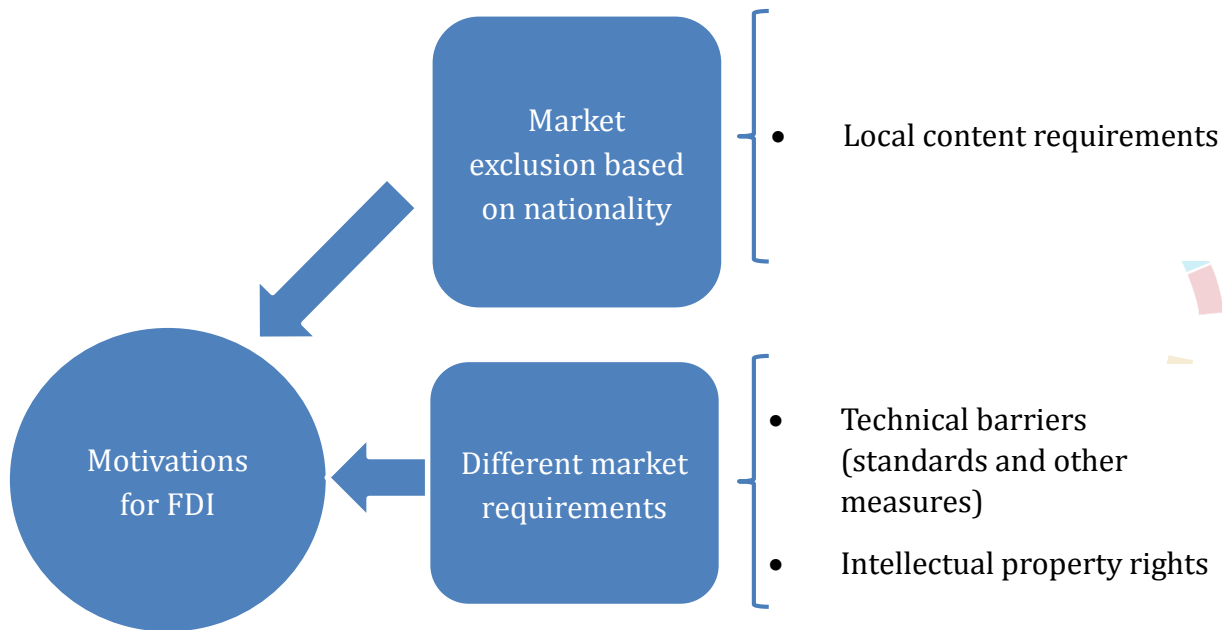 Market
exclusion based
on nationality
• Local content requirements
Motivations
for FDI
Different market
requirements
• Technical barriers
(standards and other
measures)
• Intellectual property rights